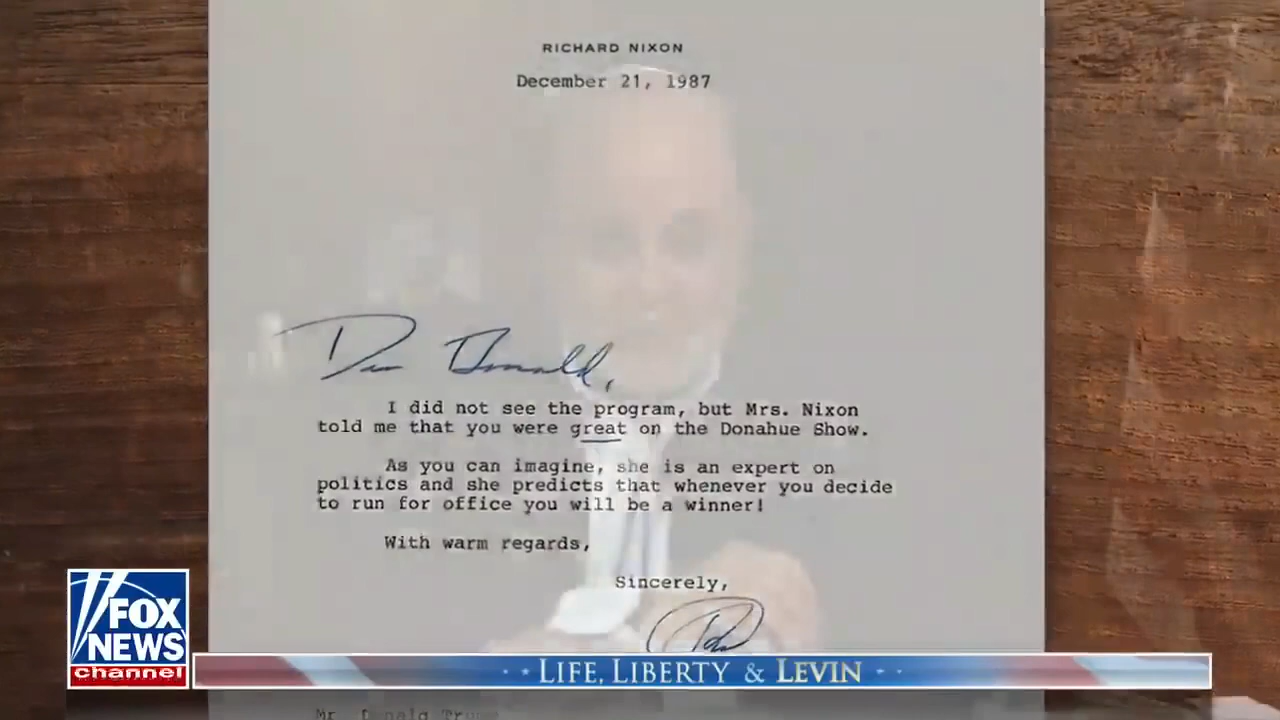 RICHARD NIXON
December 21, 1987
Dear Donald,
I did not see the program, but Mrs. Nixon
told me that you were great on the Donahue Show.
As you can imagine, she is an expert on
politics and she predicts that whenever you decide
to run for office you will be a winner!
With warm regards,
Sincerely,
FOX
NEWS
channel
LIFE, LIBERTY & LEVIN
Mr. Donald Trump